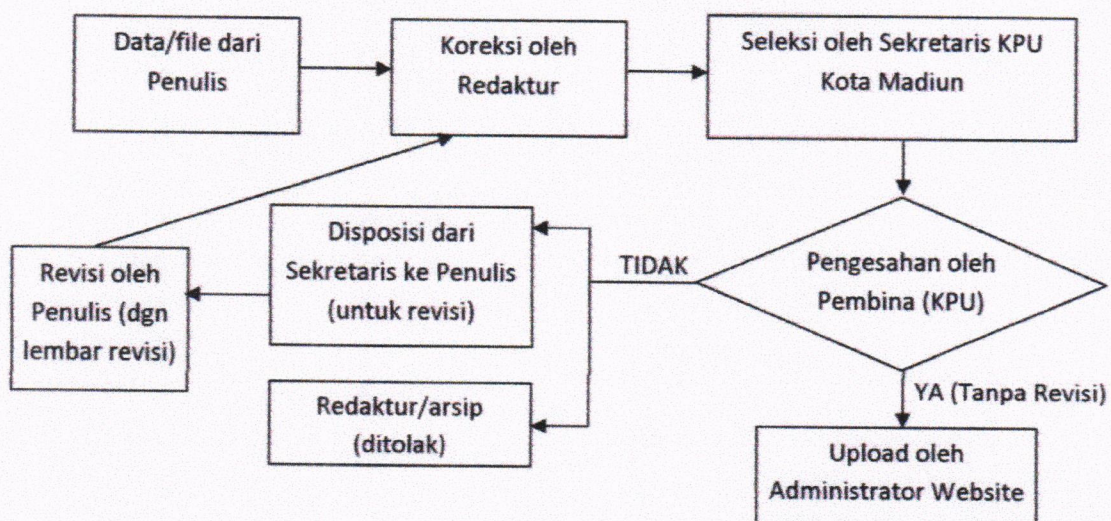 Data/file dari
Penulis
Koreksi oleh
Redaktur
Seleksi oleh Sekretaris KPU
Kota Madiun
Pengesahan oleh
Pembina (KPU)
TIDAK
Disposisi dari
Sekretaris ke Penulis
(untuk revisi)
Revisi oleh
Penulis (dgn
lembar revisi)
Redaktur/arsip
(ditolak)
YA (Tanpa Revisi)
Upload oleh
Administrator Website